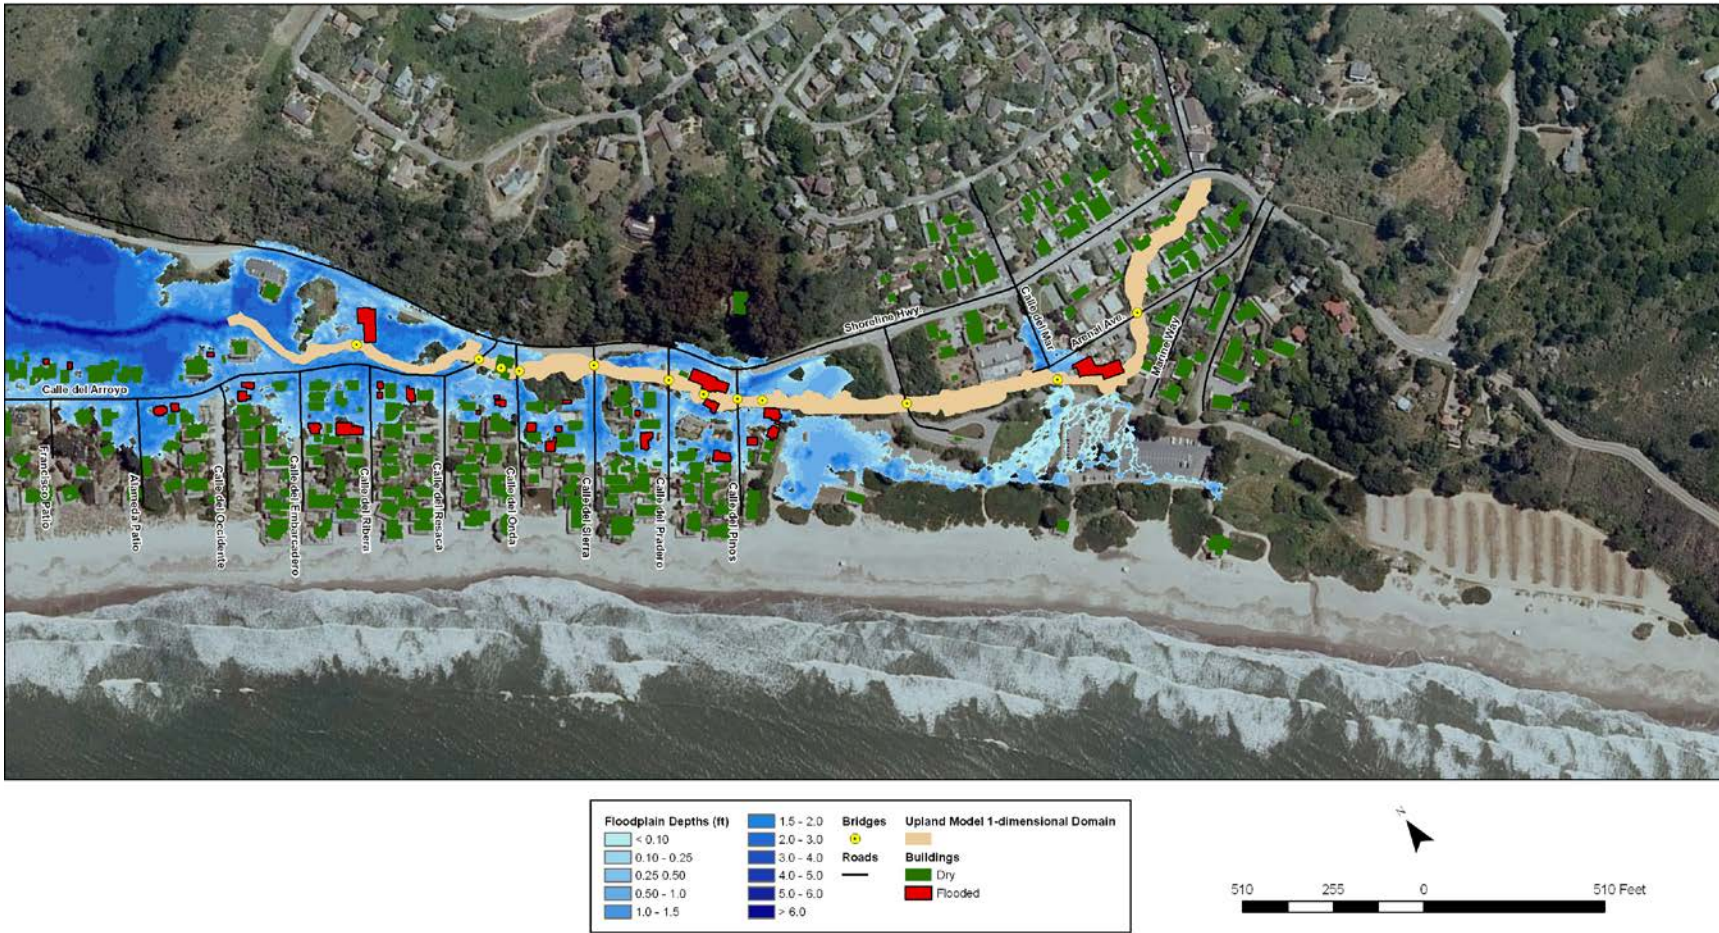 Shoreline Hwy.
Calle del Mar
Arenal Ave.
Marine Way
Calle del Arroyo
Francisco Patio
Alameda Patio
Calle del Occidente
Calle del Embarcadero
Calle del Ribera
Calle del Resaca
Calle del Onda
Calle del Sierra
Calle del Pradero
Calle del Pinos
Floodplain Depths (ft)
< 0.10
0.10 - 0.25
0.25 0.50
0.50 - 1.0
1.0 - 1.5
1.5 - 2.0
2.0 - 3.0
3.0 - 4.0
4.0 - 5.0
5.0 - 6.0
> 6.0
Bridges
Roads
Upland Model 1-dimensional Domain
Buildings
Dry
Flooded
N
510 255 0 510 Feet